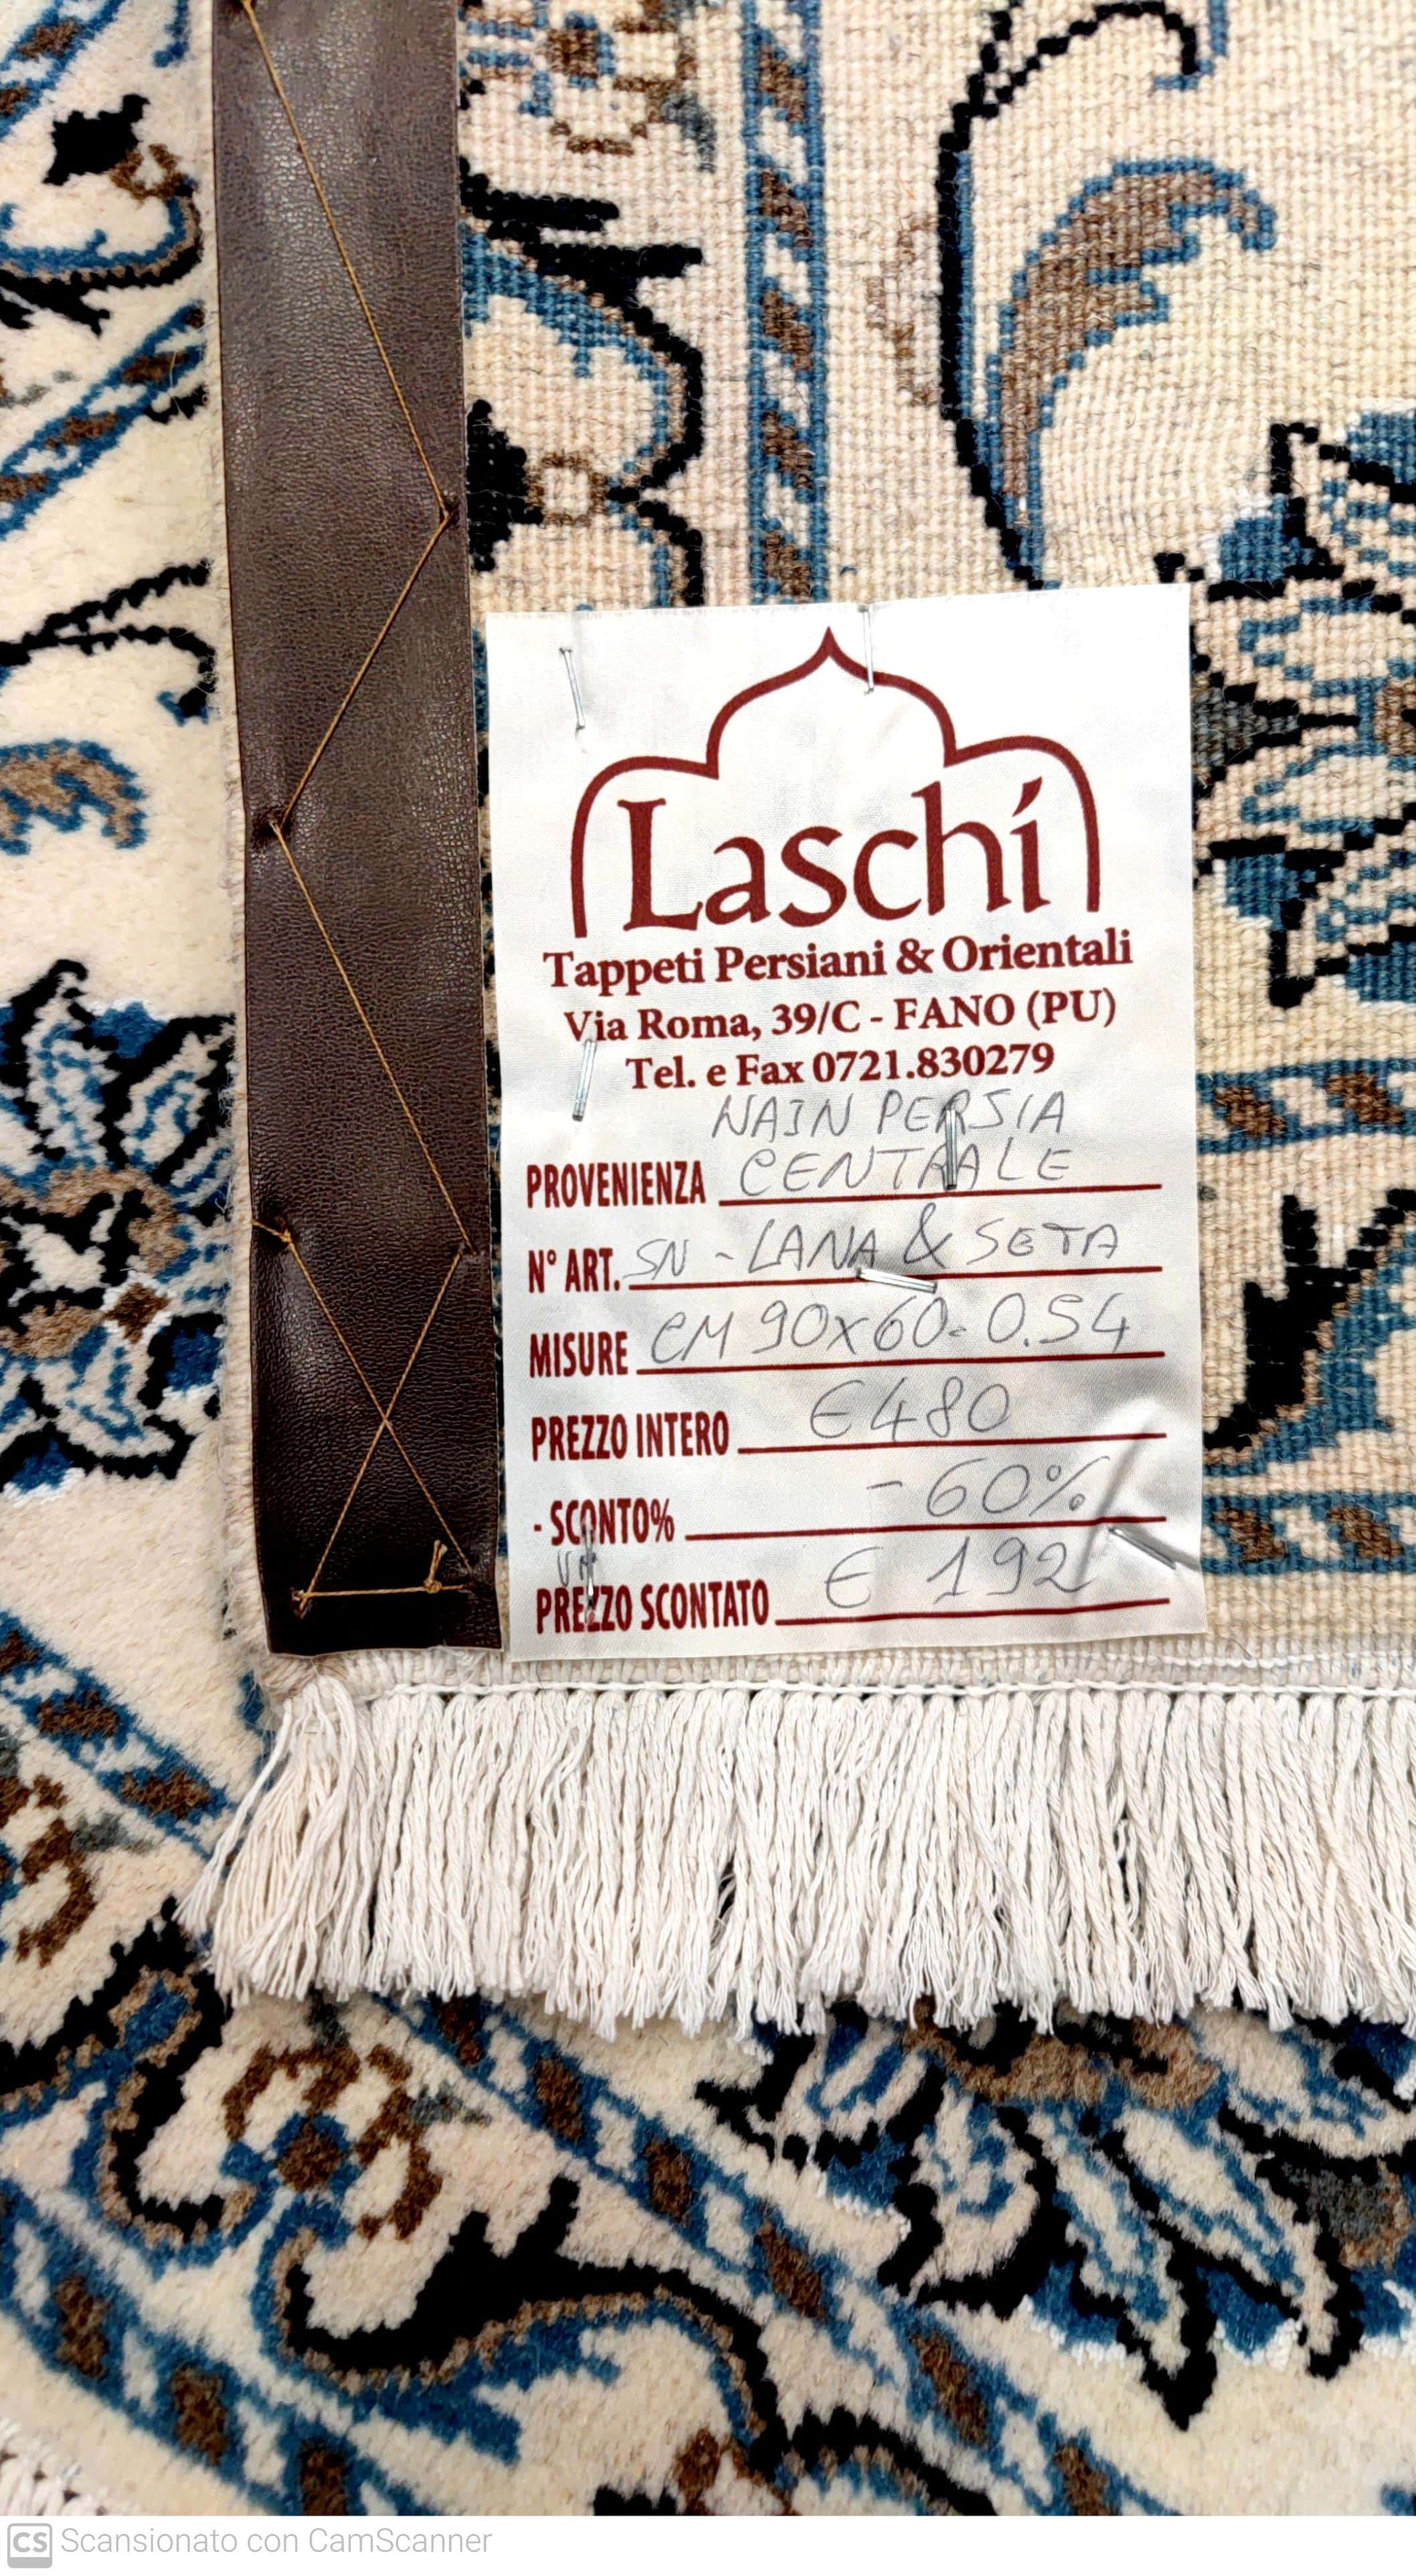 Laschí
Tappeti Persiani & Orientali
Via Roma, 39/C - FANO (PU)
Tel. e Fax 0721.830279
NAIN PERSIA
PROVENIENZA CENTRALE
N° ART. SN - LANA & SETA
MISURE CM 90x60=0.54
PREZZO INTERO €480
- SCONTO% -60%
PREZZO SCONTATO € 192
CS Scansionato con CamScanner